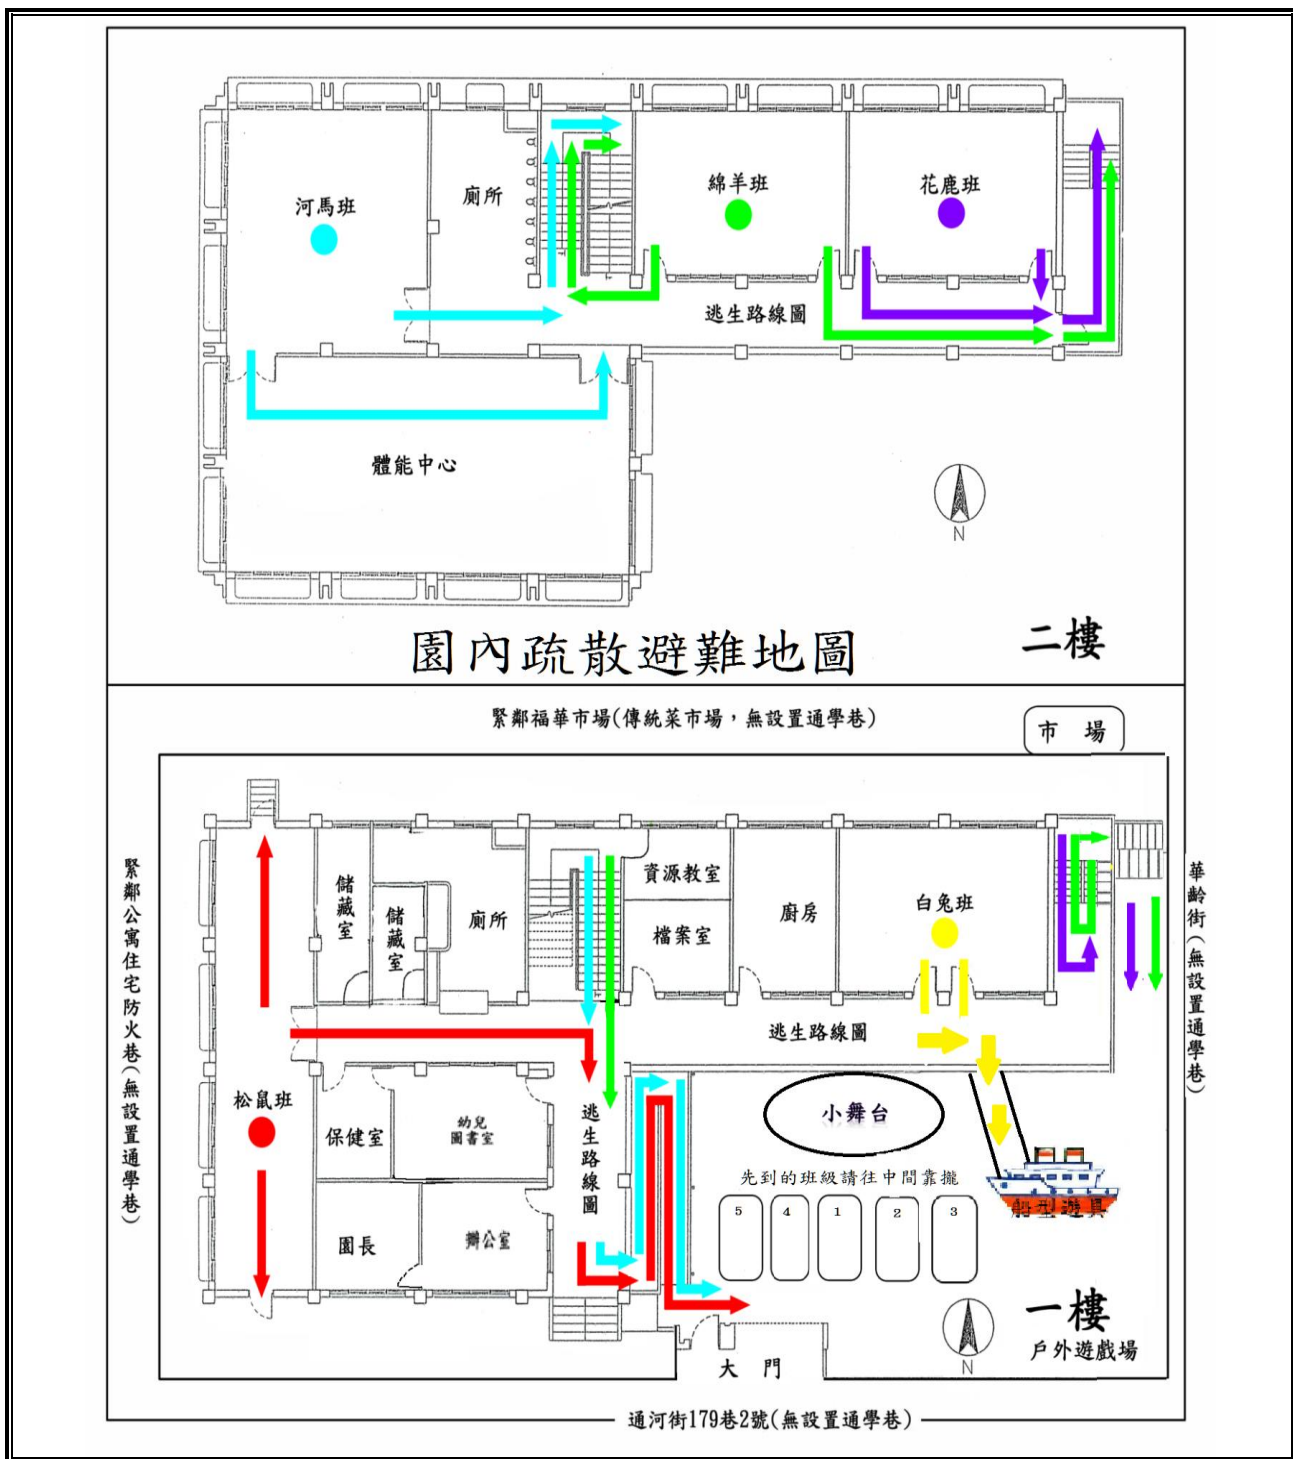 河馬班
廁所
綿羊班
花鹿班
逃生路線圖
體能中心
N
園內疏散避難地圖
二樓
緊鄰福華市場(傳統菜市場，無設置通學巷)
市 場
緊鄰公寓住宅防火巷(無設置通學巷)
華齡街(無設置通學巷)
儲藏室
儲藏室
廁所
資源教室
檔案室
廚房
白兔班
逃生路線圖
松鼠班
保健室
幼兒
圖書室
逃生路線圖
小舞台
先到的班級請往中間靠攏
5
4
1
2
3
船型遊具
園長
辦公室
一樓
戶外遊戲場
N
大 門
通河街179巷2號(無設置通學巷)